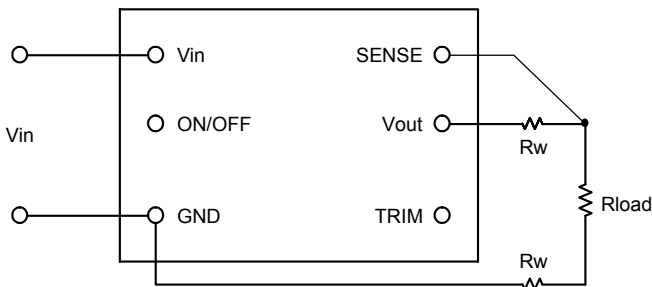 Vin
SENSE
ON/OFF
Vout
Vin
Rw
GND
TRIM
Rload
Rw